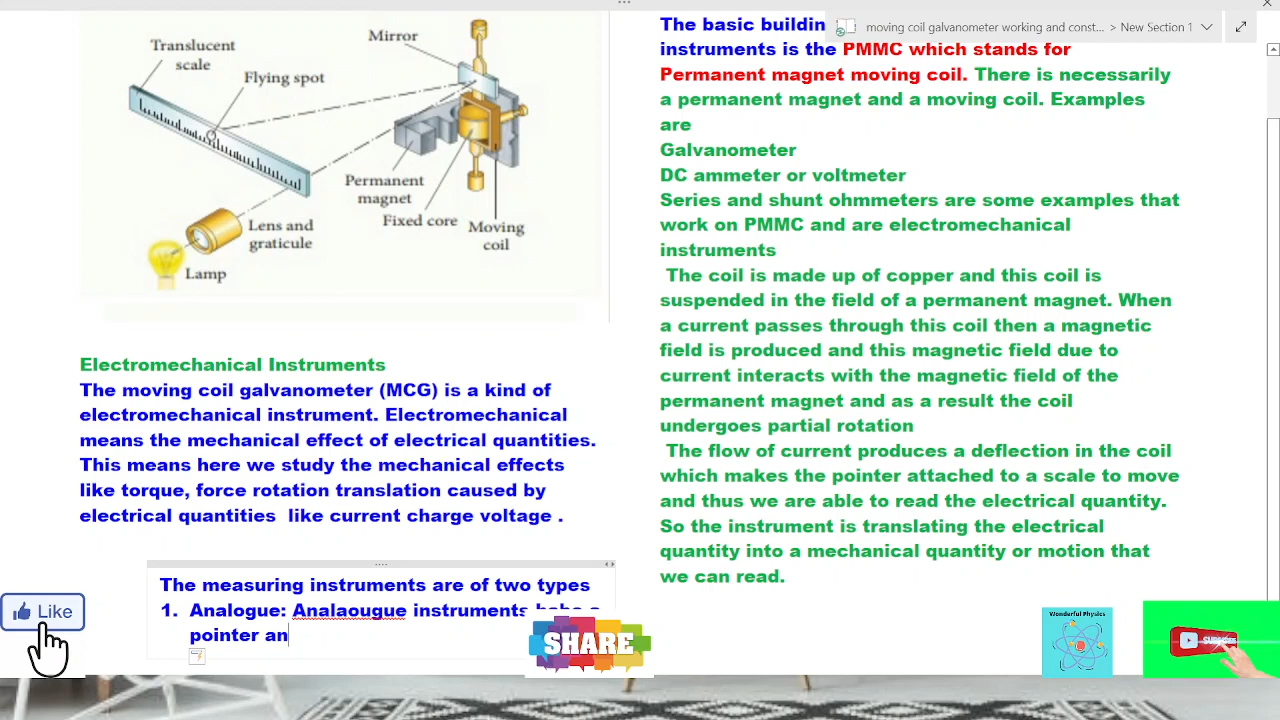 Translucent
scale
Mirror
Flying spot
Permanent
magnet
Fixed core
Moving
coil
Lens and
graticule
Lamp
Electromechanical Instruments
The moving coil galvanometer (MCG) is a kind of
electromechanical instrument. Electromechanical
means the mechanical effect of electrical quantities.
This means here we study the mechanical effects
like torque, force rotation translation caused by
electrical quantities like current charge voltage .
The measuring instruments are of two types
1. Analogue: Analaougue instruments a
pointer an
Like
SHARE
moving coil galvanometer working and const... > New Section 1
The basic buildin
instruments is the PMMC which stands for
Permanent magnet moving coil. There is necessarily
a permanent magnet and a moving coil. Examples
are
Galvanometer
DC ammeter or voltmeter
Series and shunt ohmmeters are some examples that
work on PMMC and are electromechanical
instruments
The coil is made up of copper and this coil is
suspended in the field of a permanent magnet. When
a current passes through this coil then a magnetic
field is produced and this magnetic field due to
current interacts with the magnetic field of the
permanent magnet and as a result the coil
undergoes partial rotation
The flow of current produces a deflection in the coil
which makes the pointer attached to a scale to move
and thus we are able to read the electrical quantity.
So the instrument is translating the electrical
quantity into a mechanical quantity or motion that
we can read.
Wonderful Physics